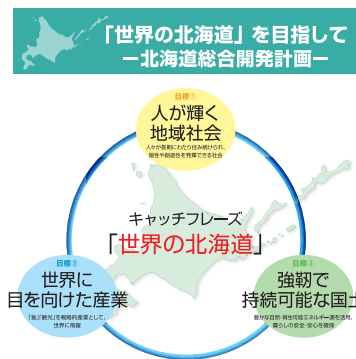 「世界の北海道」を目指して
－北海道総合開発計画－
目標①
人が輝く
地域社会
人々が長期にわたり住み続けられ、
個性や創造性を発揮できる社会
キャッチフレーズ
「世界の北海道」
目標②
世界に
目を向けた産業
「食」「観光」を戦略的産業として、
世界に飛躍
目標③
強靭で
持続可能な国土
豊かな自然・再生可能エネルギー源を活用、
暮らしの安全・安心を確保